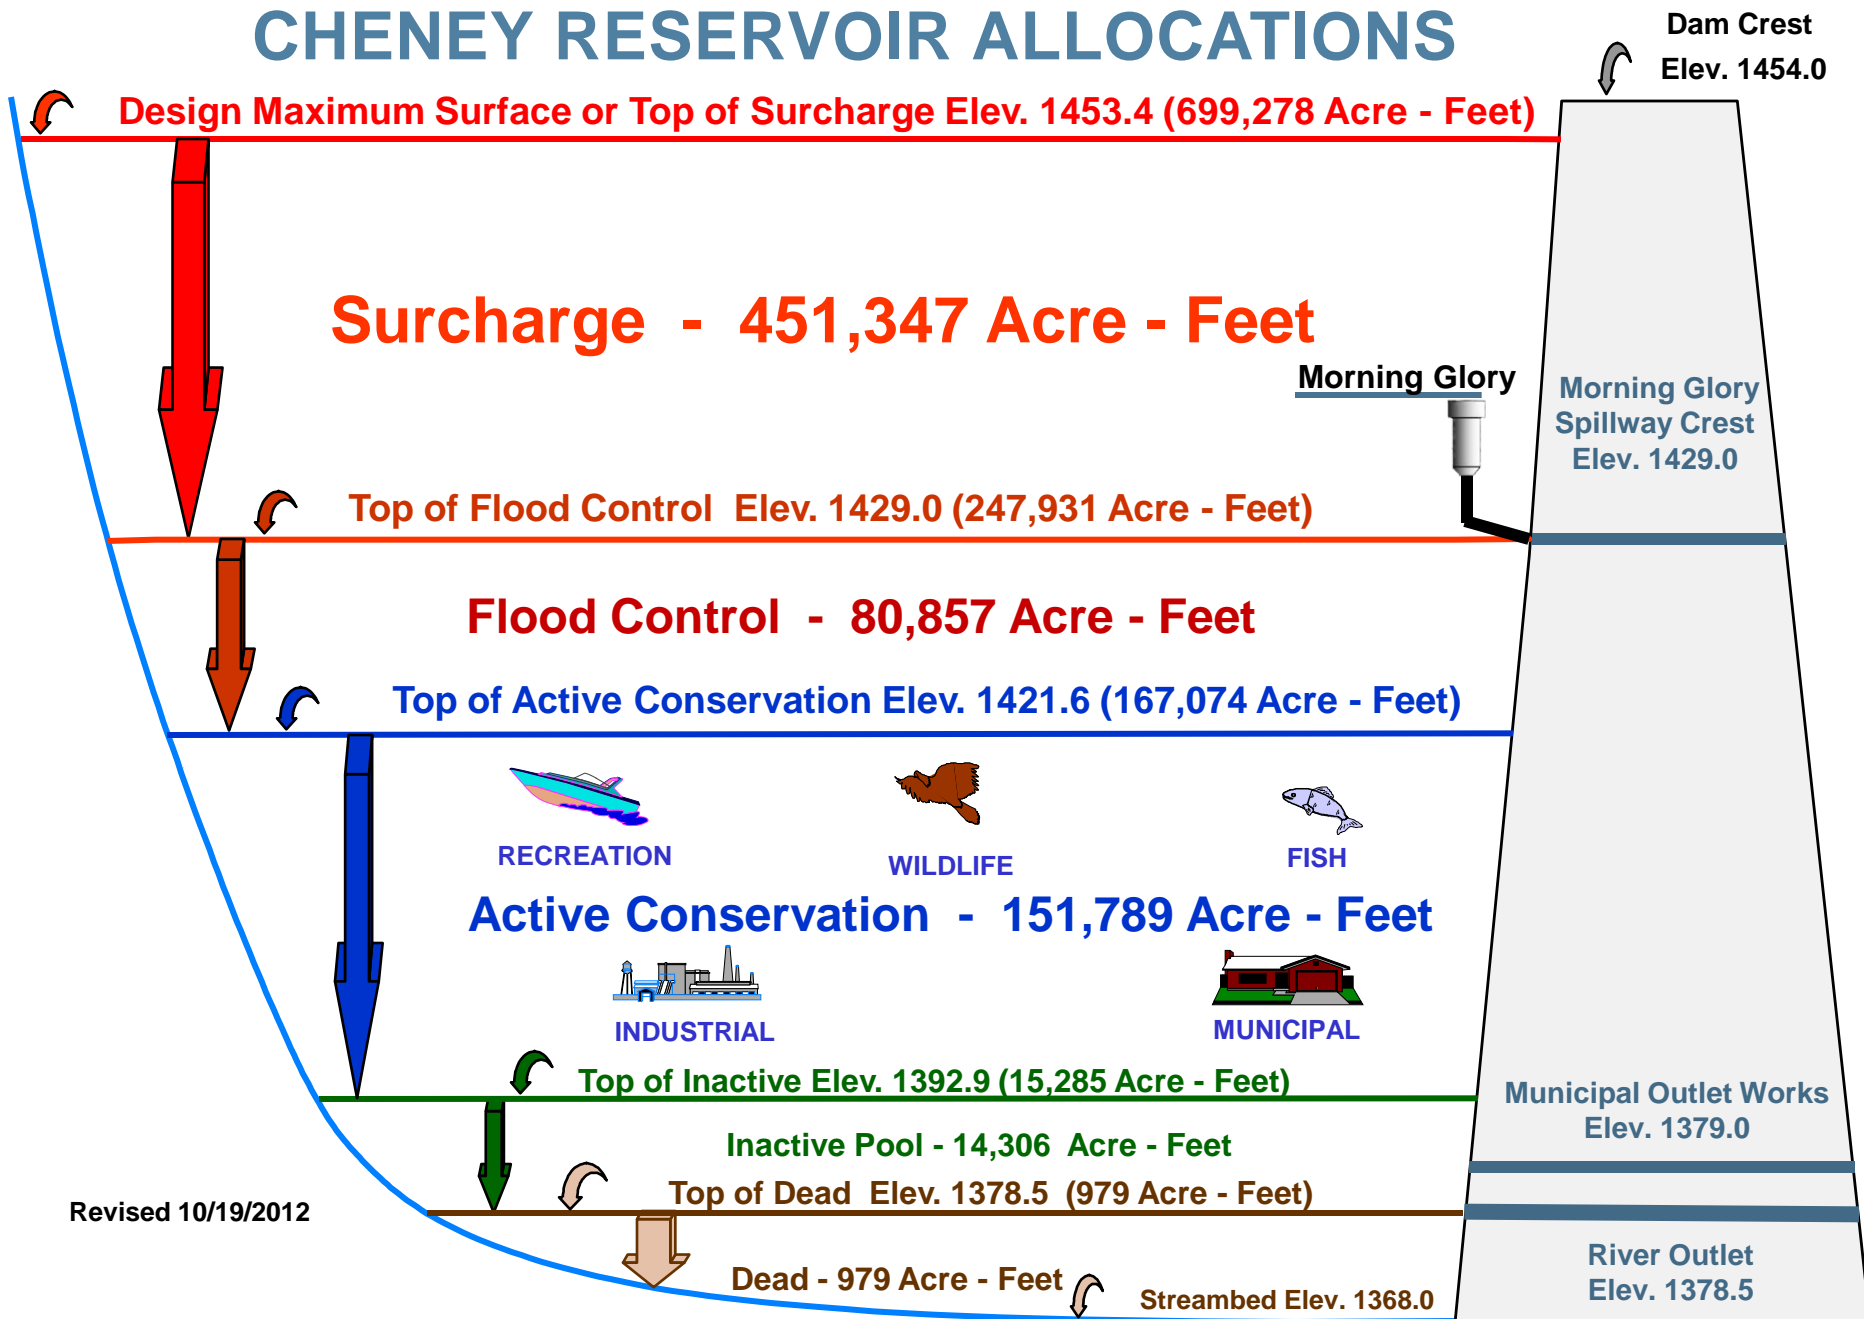 CHENEY RESERVOIR ALLOCATIONS
Dam Crest
Elev. 1454.0
Design Maximum Surface or Top of Surcharge Elev. 1453.4 (699,278 Acre - Feet)
Surcharge - 451,347 Acre - Feet
Morning Glory
Morning Glory
Spillway Crest
Elev. 1429.0
Top of Flood Control Elev. 1429.0 (247,931 Acre - Feet)
Flood Control - 80,857 Acre - Feet
Top of Active Conservation Elev. 1421.6 (167,074 Acre - Feet)
RECREATION
WILDLIFE
FISH
Active Conservation - 151,789 Acre - Feet
INDUSTRIAL
MUNICIPAL
Top of Inactive Elev. 1392.9 (15,285 Acre - Feet)
Municipal Outlet Works
Elev. 1379.0
Inactive Pool - 14,306 Acre - Feet
Top of Dead Elev. 1378.5 (979 Acre - Feet)
Revised 10/19/2012
River Outlet
Elev. 1378.5
Dead - 979 Acre - Feet
Streambed Elev. 1368.0